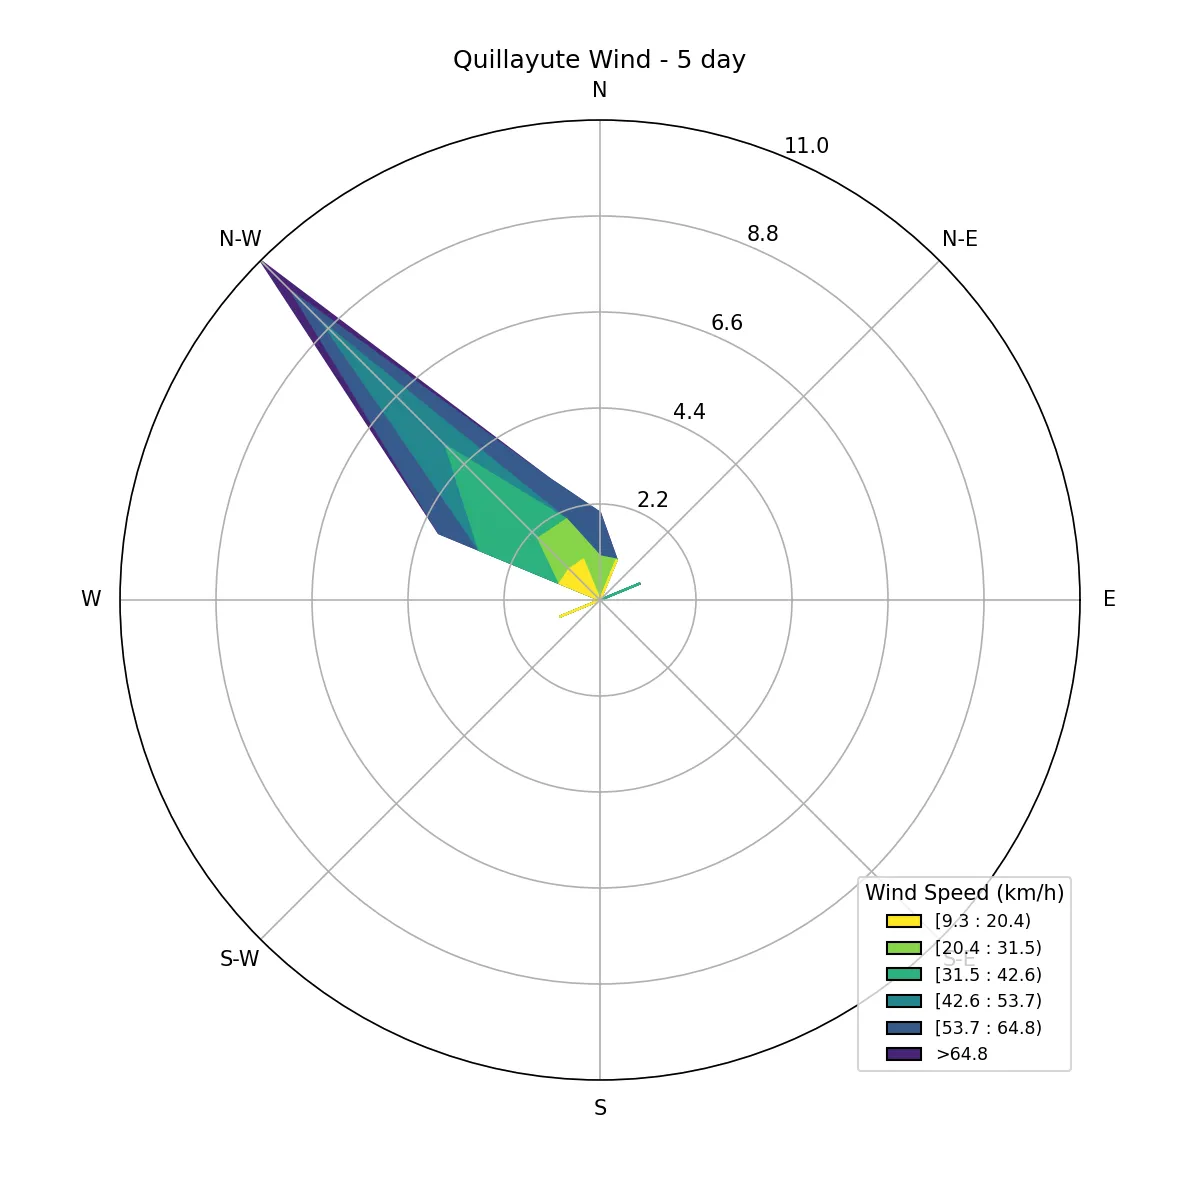 Quillayute Wind - 5 day
N
11.0
N-W
8.8
N-E
6.6
4.4
2.2
W
E
S-W
S-E
Wind Speed (km/h)
[9.3 : 20.4)
[20.4 : 31.5)
[31.5 : 42.6)
[42.6 : 53.7)
[53.7 : 64.8)
>64.8
S